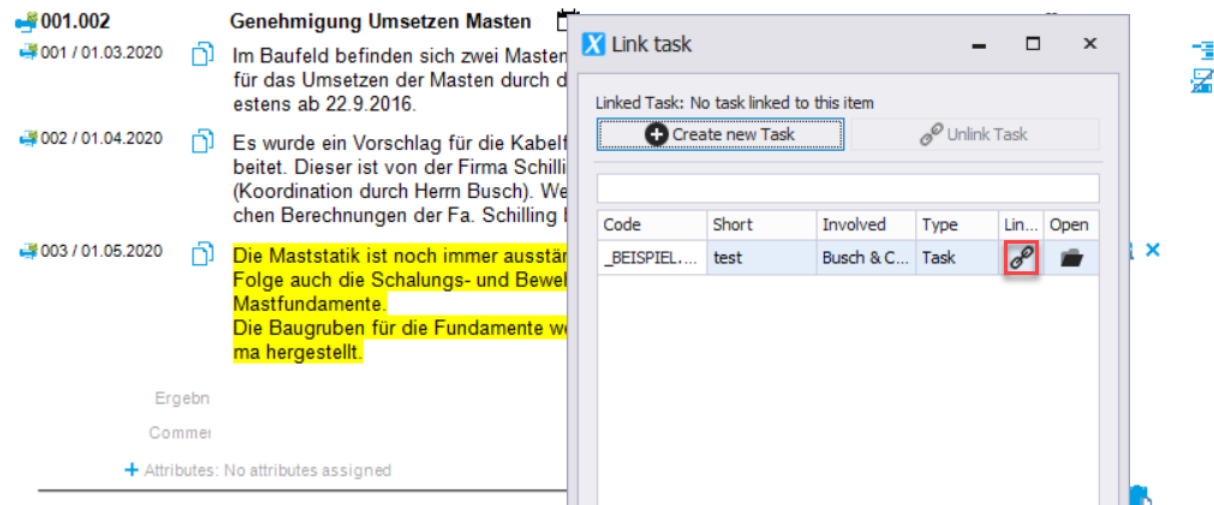 001.002 Genehmigung Umsetzen Masten
001 / 01.03.2020 Im Baufeld befinden sich zwei Masten
für das Umsetzen der Masten durch d
estens ab 22.9.2016.
002 / 01.04.2020 Es wurde ein Vorschlag für die Kabelf
beitet. Dieser ist von der Firma Schilli
(Koordination durch Herrn Busch). We
chen Berechnungen der Fa. Schilling
003 / 01.05.2020 Die Maststatik ist noch immer ausstän
Folge auch die Schalungs- und Bewel
Mastfundamente.
Die Baugruben für die Fundamente we
ma hergestellt.
Ergebn
Commer
+ Attributes: No attributes assigned
X Link task
Linked Task: No task linked to this item
Create new Task Unlink Task
Code Short Involved Type Lin... Open
_BEISPIEL.... test Busch & C... Task